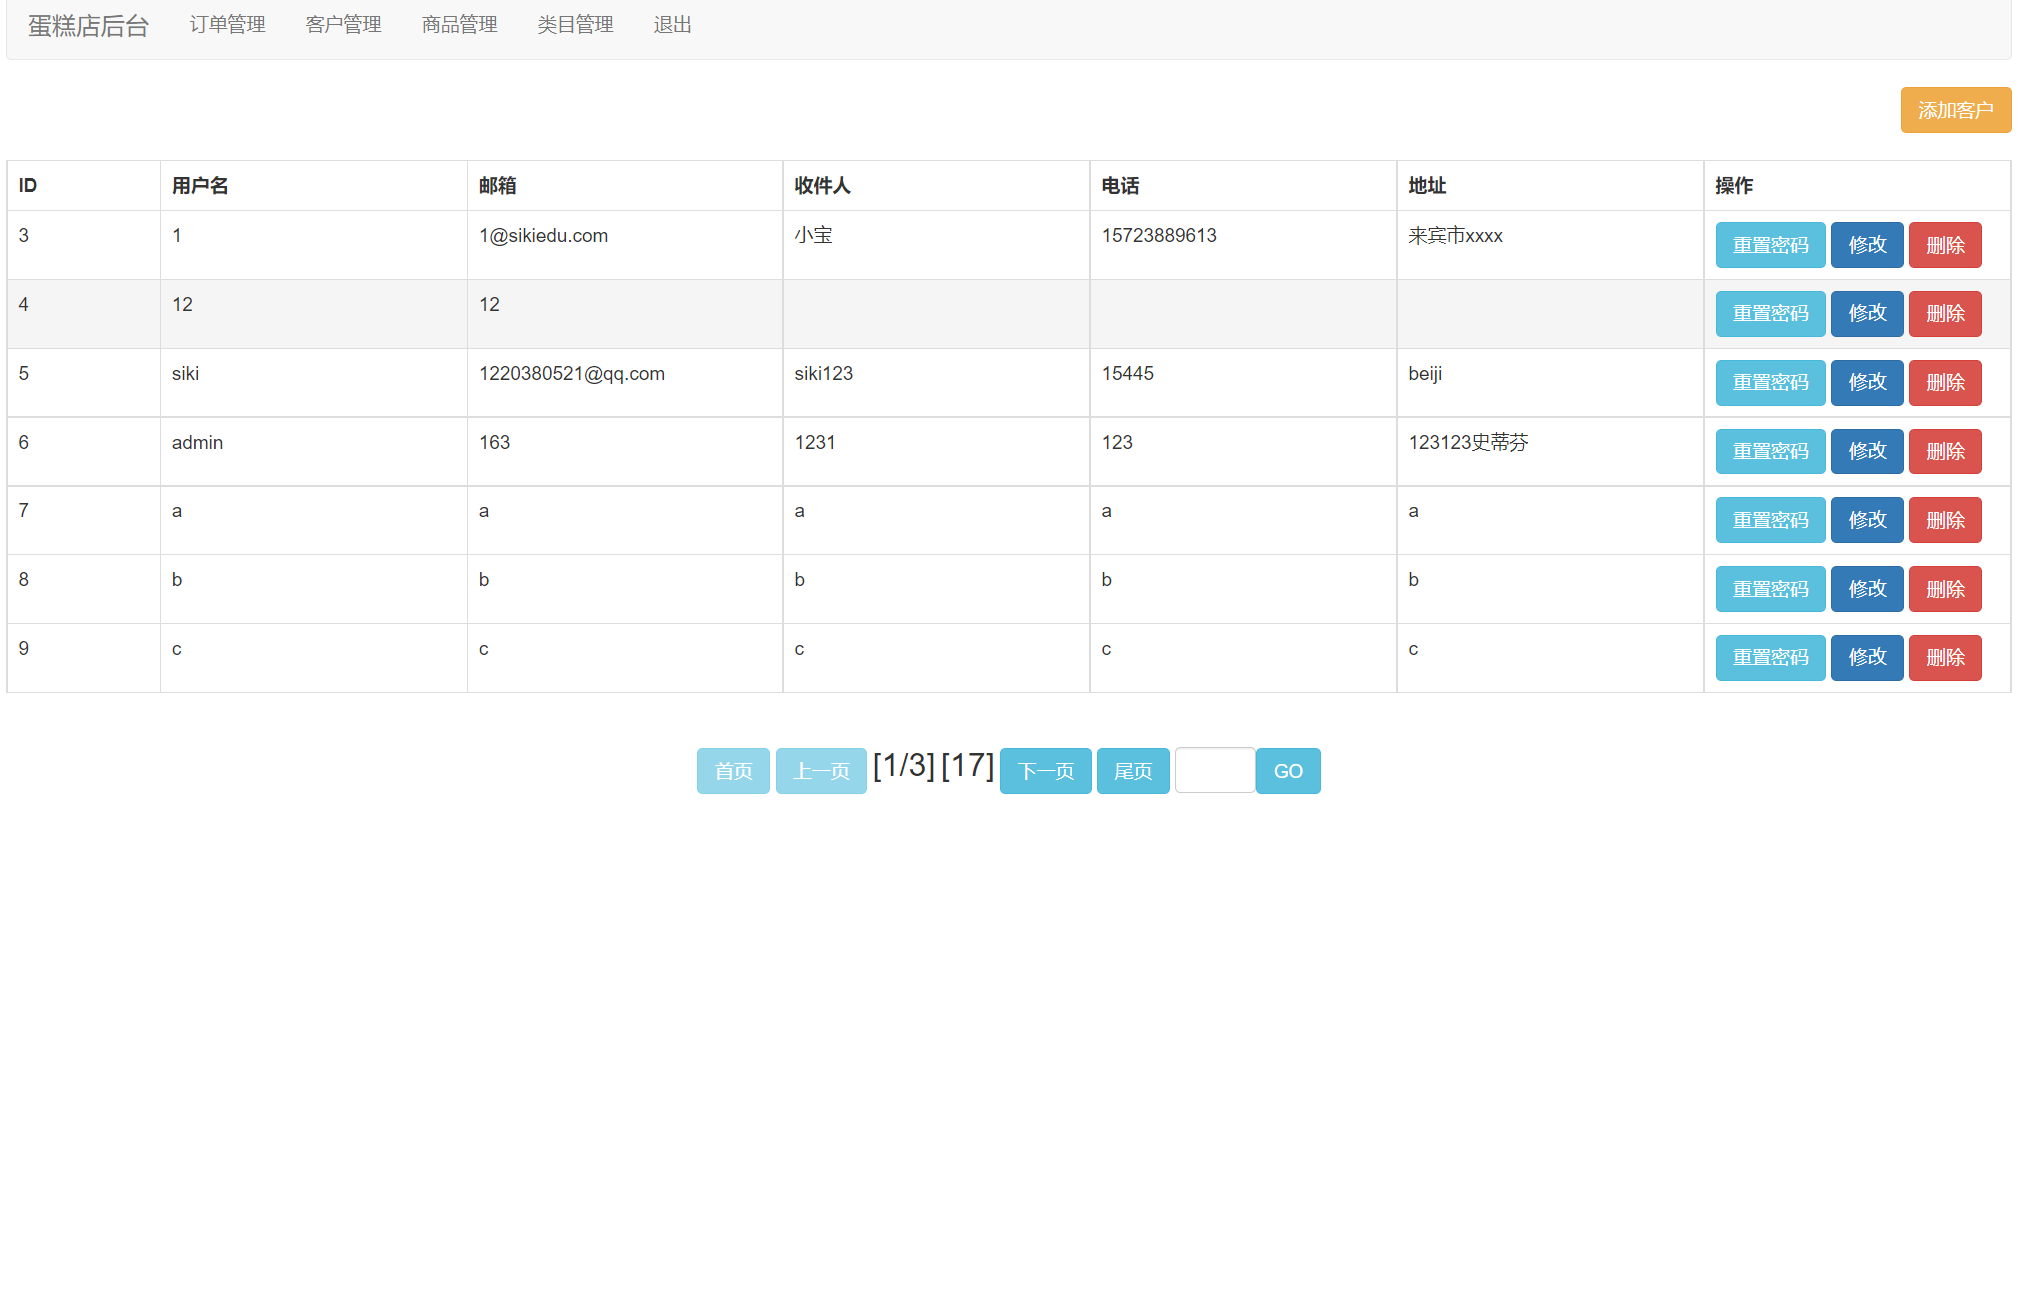 蛋糕店后台 订单管理 客户管理 商品管理 类目管理 退出
添加客户
ID 用户名 邮箱 收件人 电话 地址 操作
3 1 1@sikiedu.com 小宝 15723889613 来宾市xxxx 重置密码 修改 删除
4 12 12 重置密码 修改 删除
5 siki 1220380521@qq.com siki123 15445 beiji 重置密码 修改 删除
6 admin 163 1231 123 123123史蒂芬 重置密码 修改 删除
7 a a a a a 重置密码 修改 删除
8 b b b b b 重置密码 修改 删除
9 c c c c c 重置密码 修改 删除
首页 上一页 [1/3] [17] 下一页 尾页 GO